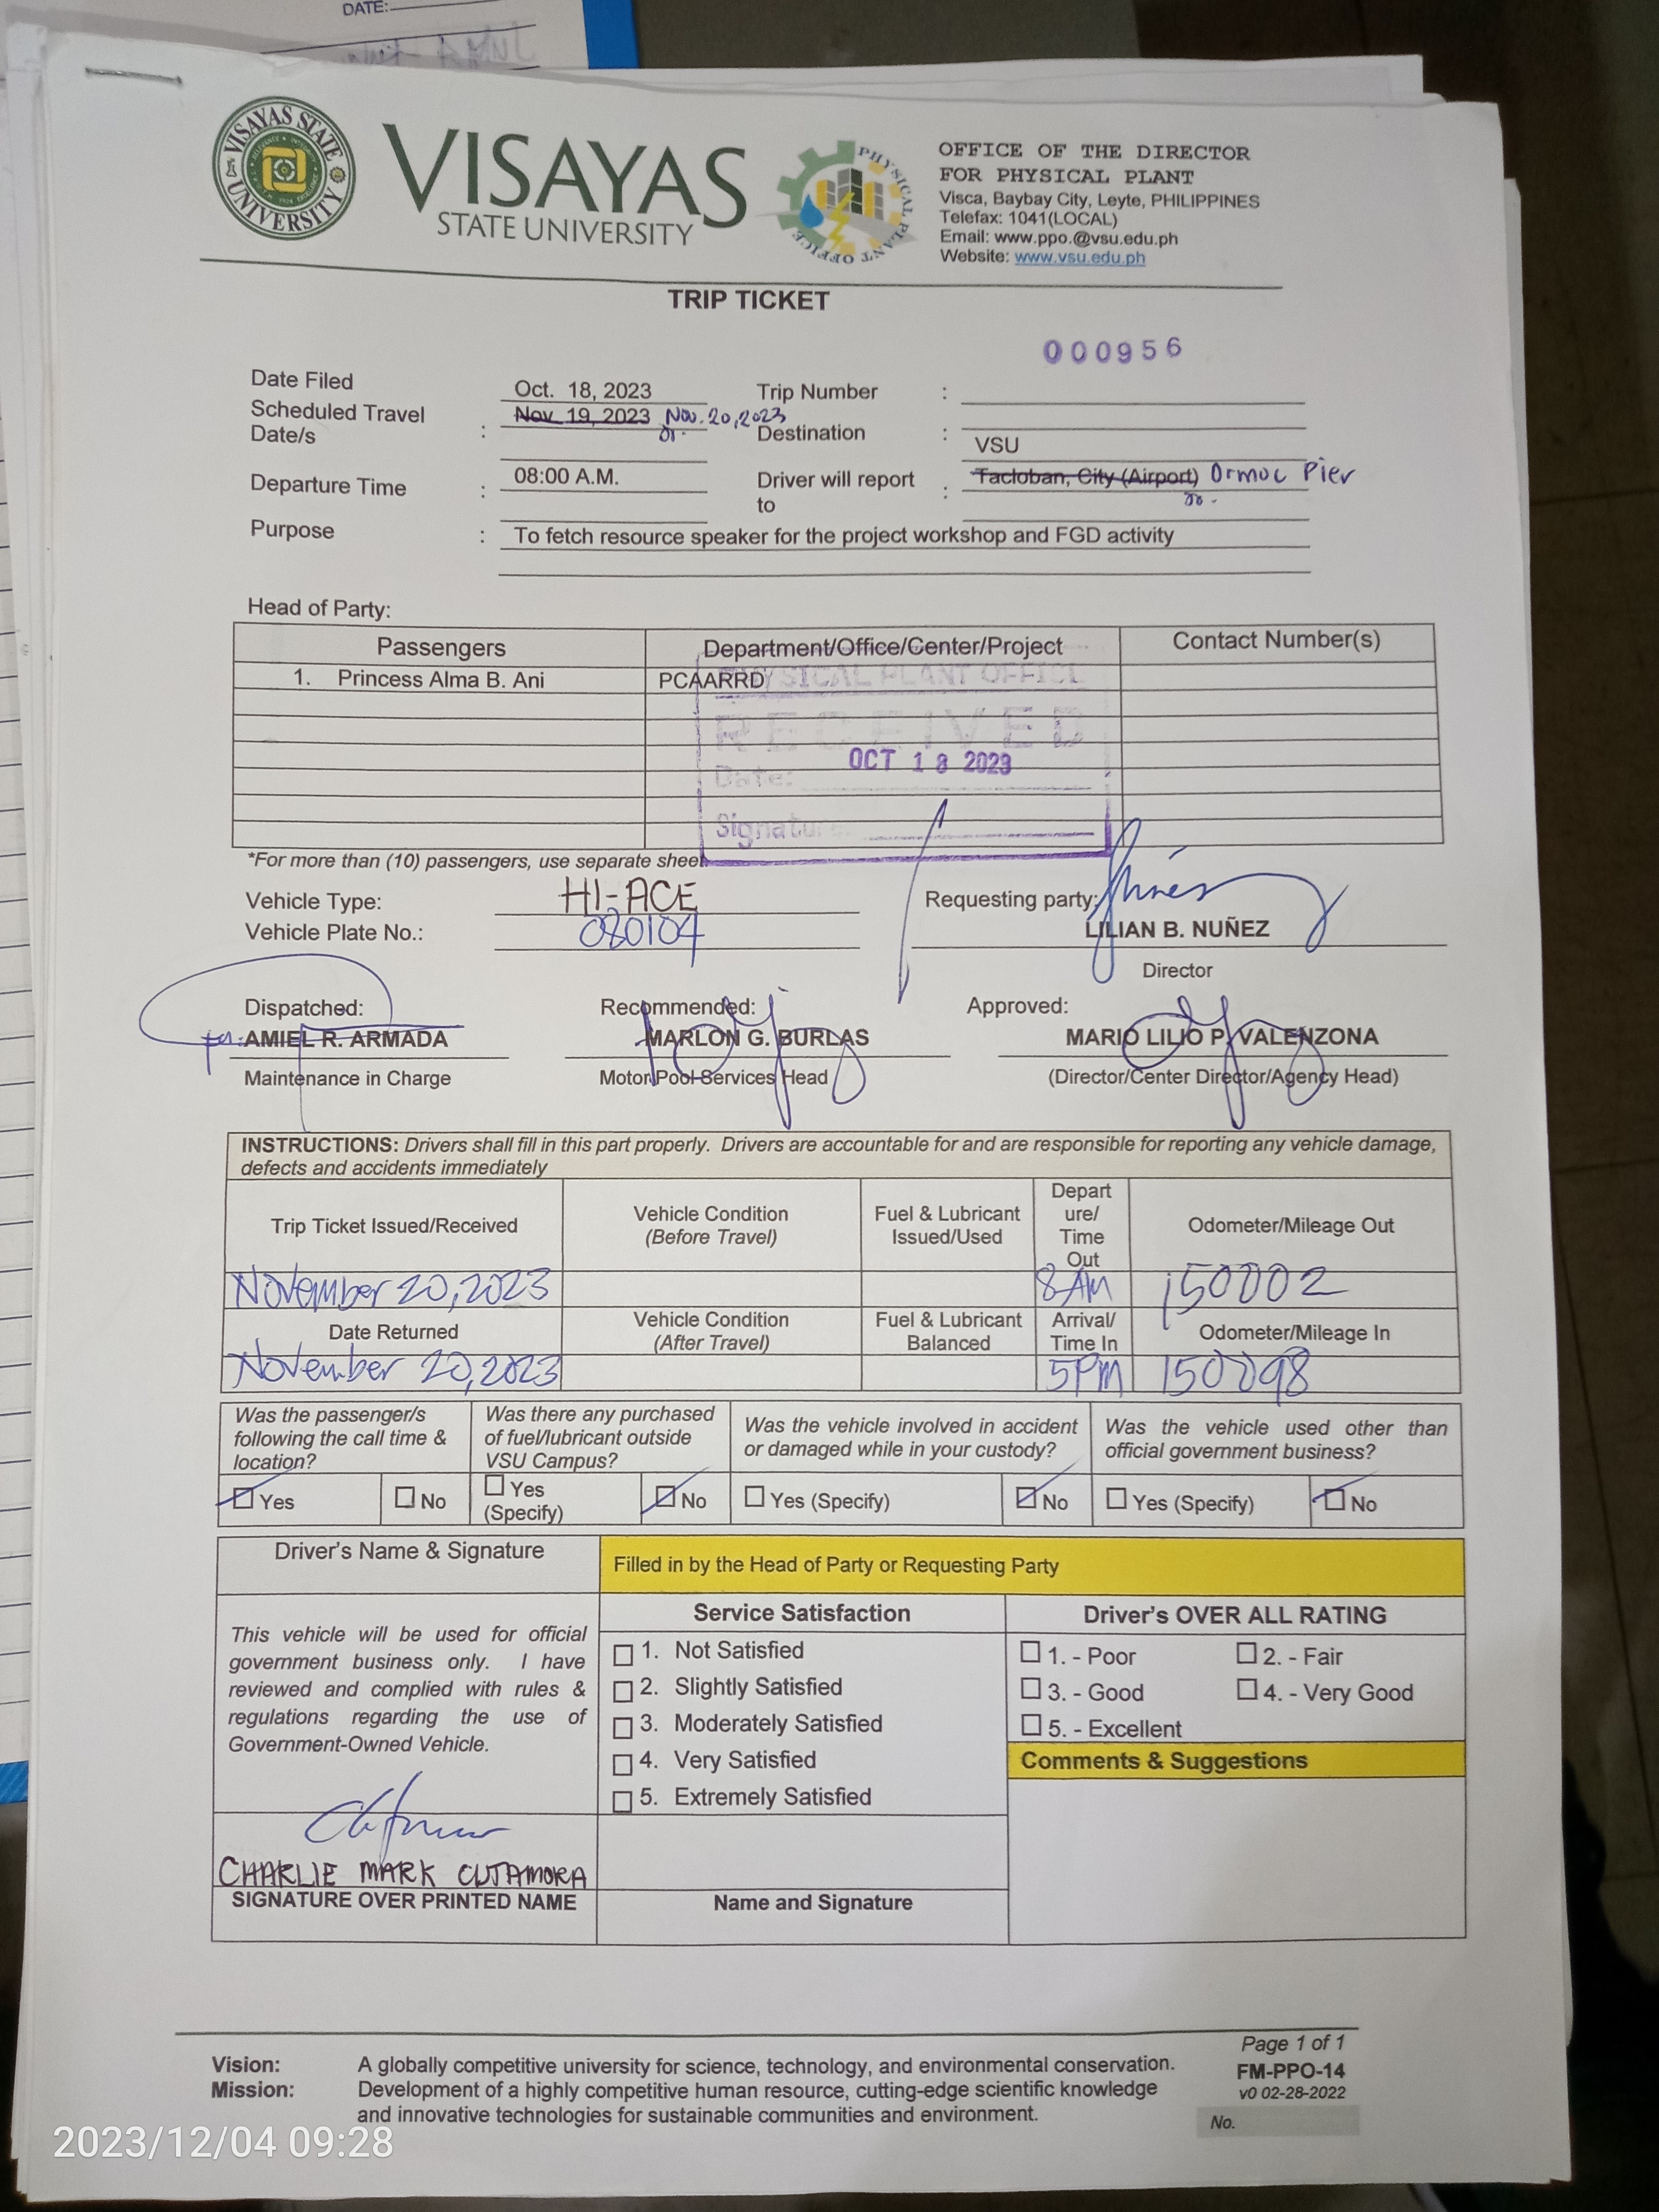 DATE:
VISAYAS STATE UNIVERSITY
VISAYAS
STATE UNIVERSITY
PHYSICAL PLANT OFFICE
OFFICE OF THE DIRECTOR
FOR PHYSICAL PLANT
Visca, Baybay City, Leyte, PHILIPPINES
Telefax: 1041(LOCAL)
Email: www.ppo.@vsu.edu.ph
Website: www.vsu.edu.ph
TRIP TICKET
000956
Date Filed Oct. 18, 2023 Trip Number :
Scheduled Travel Date/s : Nov. 19, 2023 Nov. 20, 2023 Destination : VSU
Departure Time : 08:00 A.M. Driver will report to : Tacloban, City (Airport) Ormoc Pier
Purpose : To fetch resource speaker for the project workshop and FGD activity
Head of Party:
Passengers Department/Office/Center/Project Contact Number(s)
1. Princess Alma B. Ani PCAARRD
PHYSICAL PLANT OFFICE
RECEIVED
Date: OCT 18 2023
Signature
*For more than (10) passengers, use separate sheet
Vehicle Type: HI-ACE Requesting party:
Vehicle Plate No.: 080104 LILIAN B. NUÑEZ
Director
Dispatched: Recommended: Approved:
for: AMIEL R. ARMADA MARLON G. BURLAS MARIO LILIO P. VALENZONA
Maintenance in Charge Motor Pool Services Head (Director/Center Director/Agency Head)
INSTRUCTIONS: Drivers shall fill in this part properly. Drivers are accountable for and are responsible for reporting any vehicle damage,
defects and accidents immediately
Trip Ticket Issued/Received Vehicle Condition (Before Travel) Fuel & Lubricant Issued/Used Depart ure/ Time Out Odometer/Mileage Out
November 20, 2023 8 AM 150002
Date Returned Vehicle Condition (After Travel) Fuel & Lubricant Balanced Arrival/ Time In Odometer/Mileage In
November 20, 2023 5PM 150098
Was the passenger/s following the call time & location? Was there any purchased of fuel/lubricant outside VSU Campus? Was the vehicle involved in accident or damaged while in your custody? Was the vehicle used other than official government business?
Yes No Yes (Specify) No Yes (Specify) No Yes (Specify) No
Driver's Name & Signature Filled in by the Head of Party or Requesting Party
Service Satisfaction Driver's OVER ALL RATING
This vehicle will be used for official
government business only. I have
reviewed and complied with rules &
regulations regarding the use of
Government-Owned Vehicle.
1. Not Satisfied
2. Slightly Satisfied
3. Moderately Satisfied
4. Very Satisfied
5. Extremely Satisfied
1. - Poor 2. - Fair
3. - Good 4. - Very Good
5. - Excellent
Comments & Suggestions
CHARLIE MARK CUTAMORA
SIGNATURE OVER PRINTED NAME Name and Signature
Page 1 of 1
FM-PPO-14
v0 02-28-2022
No.
Vision: A globally competitive university for science, technology, and environmental conservation.
Mission: Development of a highly competitive human resource, cutting-edge scientific knowledge
and innovative technologies for sustainable communities and environment.
2023/12/04 09:28